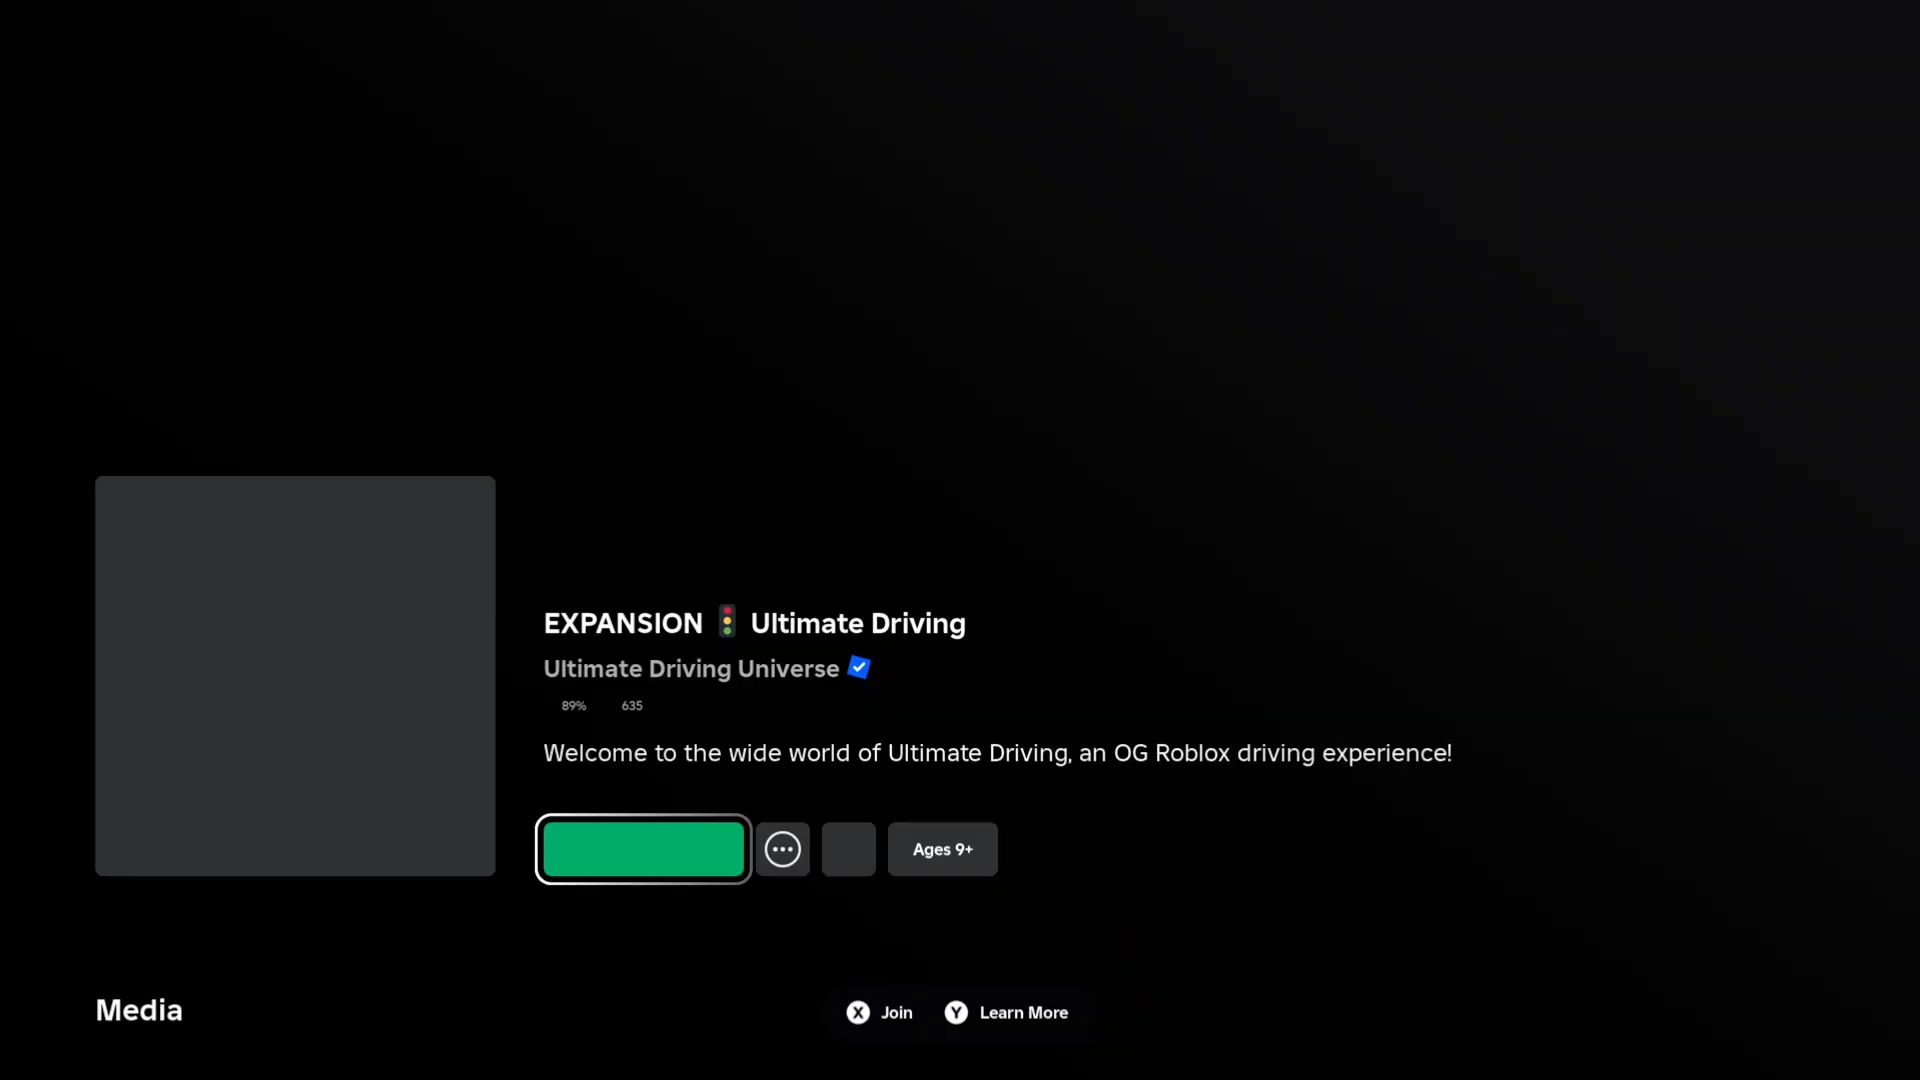 EXPANSION 🚦 Ultimate Driving
Ultimate Driving Universe
89% 635
Welcome to the wide world of Ultimate Driving, an OG Roblox driving experience!
Ages 9+
Media
X Join Y Learn More